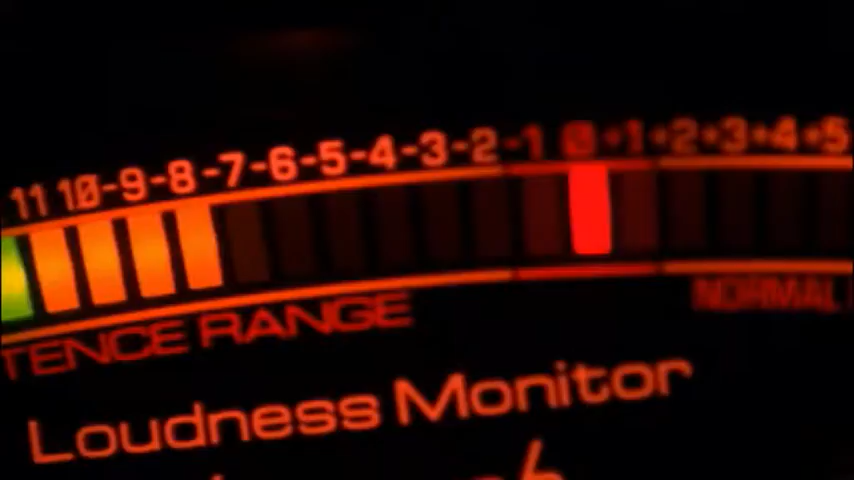 11 10 -9 -8 -7 -6 -5 -4 -3 -2 -1 0 +1 +2 +3 +4 +5
TENCE RANGE
NORMAL
Loudness Monitor